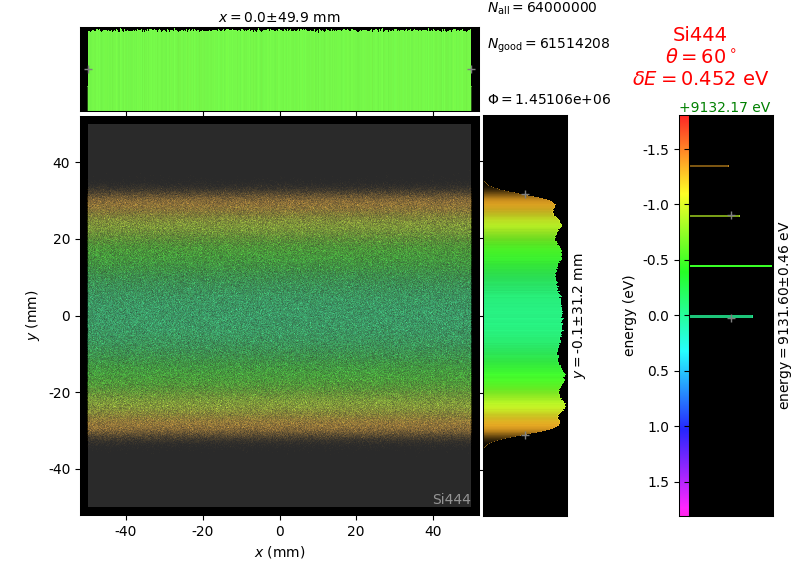 x = 0.0±49.9 mm
N_all = 64000000
N_good = 61514208
Φ = 1.45106e+06
Si444
θ = 60°
δE = 0.452 eV
+9132.17 eV
40
20
0
-20
-40
y (mm)
Si444
-40
-20
0
20
40
x (mm)
y = -0.1±31.2 mm
-1.5
-1.0
-0.5
0.0
0.5
1.0
1.5
energy (eV)
energy = 9131.60±0.46 eV